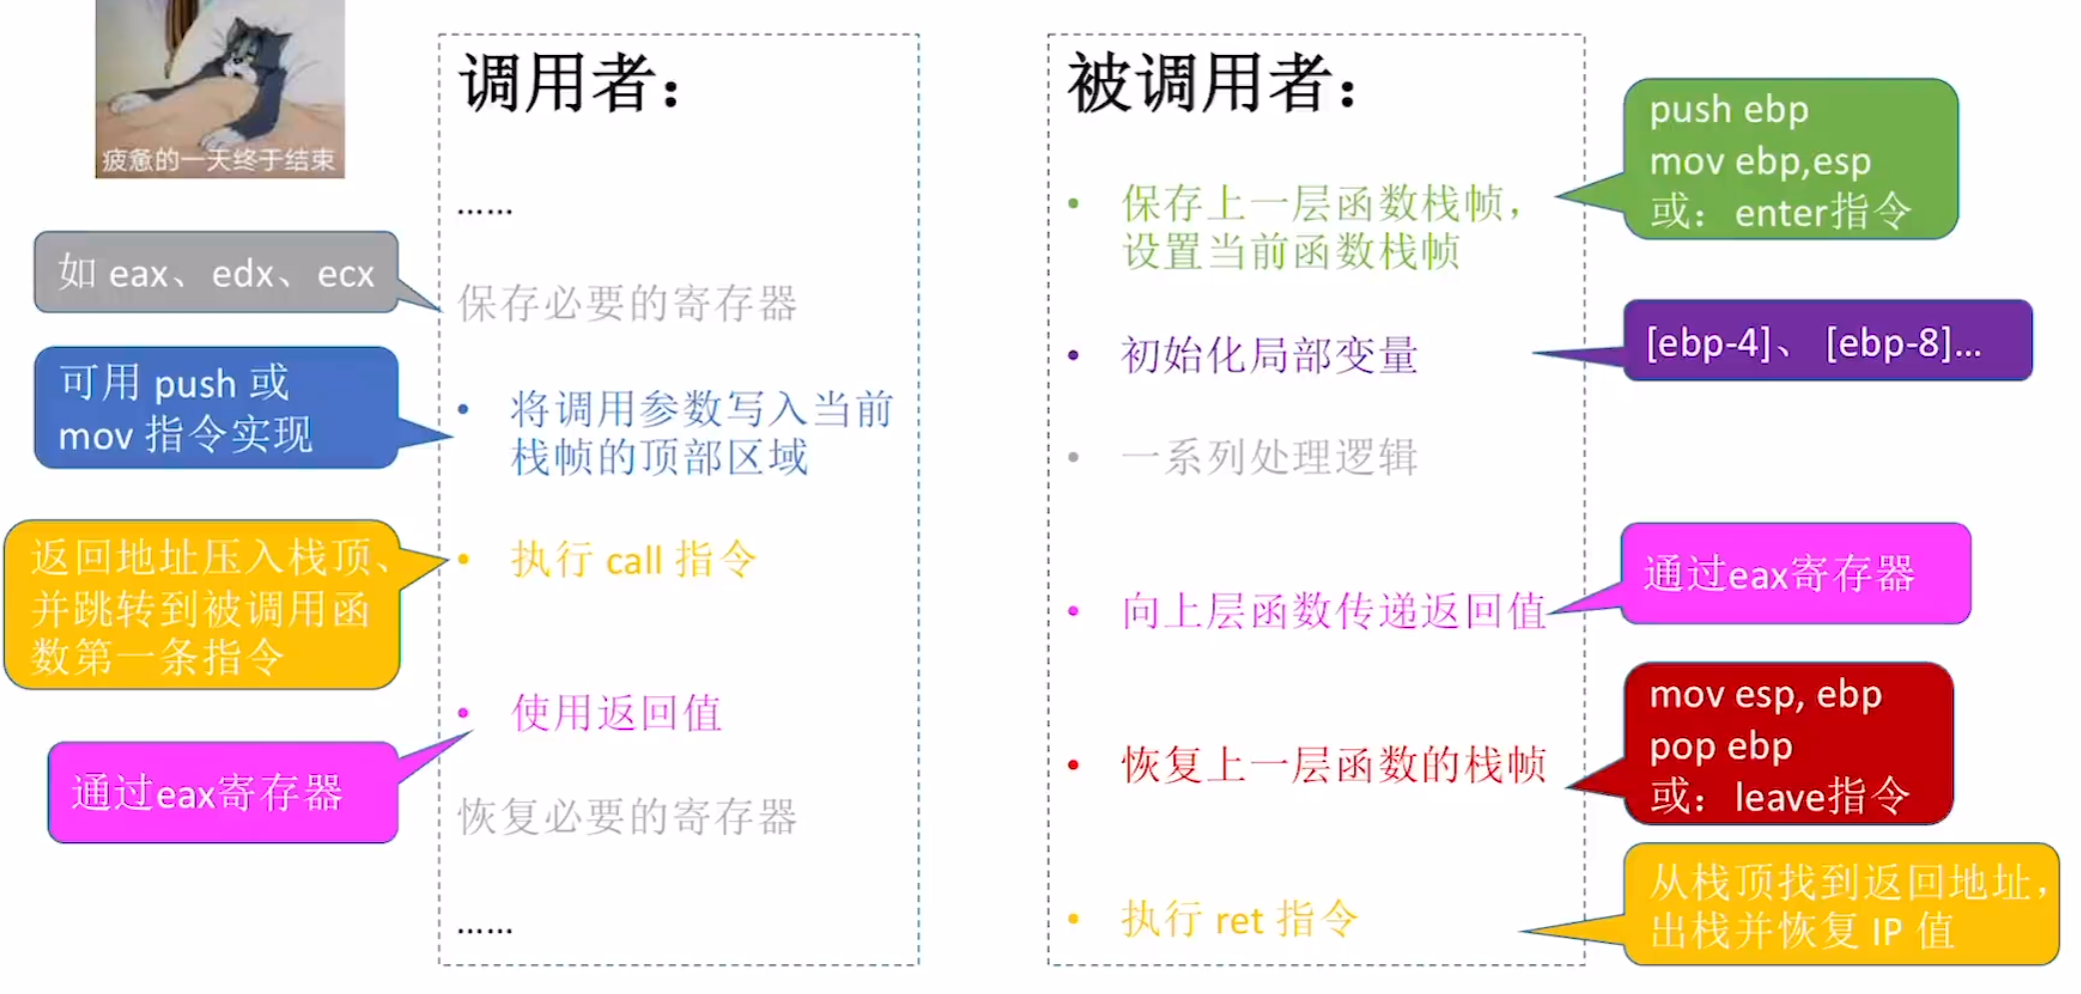 疲惫的一天终于结束
如 eax、edx、ecx
可用 push 或
mov 指令实现
返回地址压入栈顶、
并跳转到被调用函
数第一条指令
通过eax寄存器
调用者：
……
保存必要的寄存器
• 将调用参数写入当前
栈帧的顶部区域
• 执行 call 指令
• 使用返回值
恢复必要的寄存器
……
被调用者：
• 保存上一层函数栈帧，
设置当前函数栈帧
• 初始化局部变量
• 一系列处理逻辑
• 向上层函数传递返回值
• 恢复上一层函数的栈帧
• 执行 ret 指令
push ebp
mov ebp,esp
或：enter指令
[ebp-4]、 [ebp-8]...
通过eax寄存器
mov esp, ebp
pop ebp
或：leave指令
从栈顶找到返回地址，
出栈并恢复 IP 值